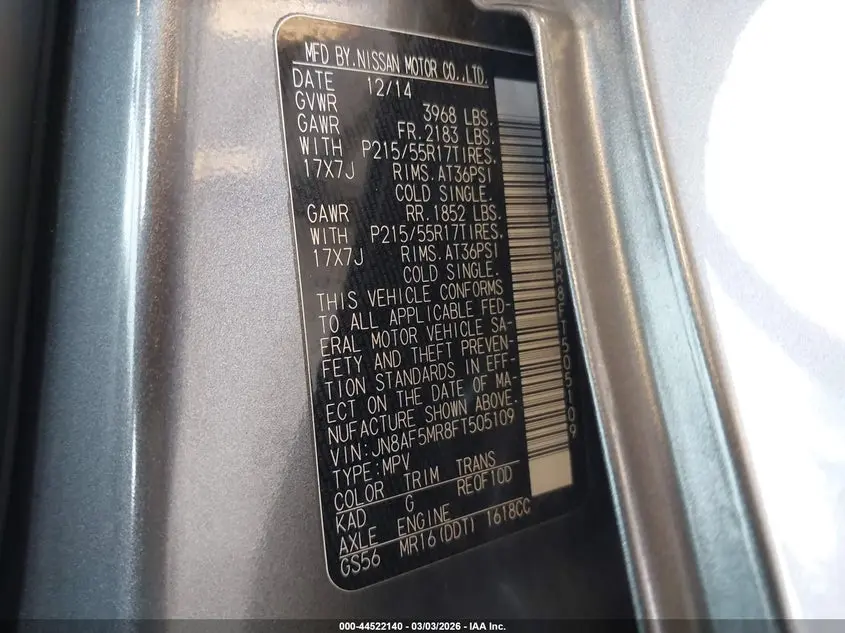 MFD BY.NISSAN MOTOR CO.,LTD.
DATE 12/14
GVWR 3968 LBS.
GAWR FR.2183 LBS.
WITH P215/55R17TIRES.
17X7J RIMS.AT36PSI
COLD SINGLE.
GAWR RR.1852 LBS.
WITH P215/55R17TIRES.
17X7J RIMS.AT36PSI
COLD SINGLE.
THIS VEHICLE CONFORMS
TO ALL APPLICABLE FED-
ERAL MOTOR VEHICLE SA-
FETY AND THEFT PREVEN-
TION STANDARDS IN EFF-
ECT ON THE DATE OF MA-
NUFACTURE SHOWN ABOVE.
VIN:JN8AF5MR8FT505109
TYPE:MPV
COLOR TRIM TRANS
KAD G RE0F10D
AXLE ENGINE
GS56 MR16(DDT) 1618CC
000-44522140 - 03/03/2026 - IAA Inc.